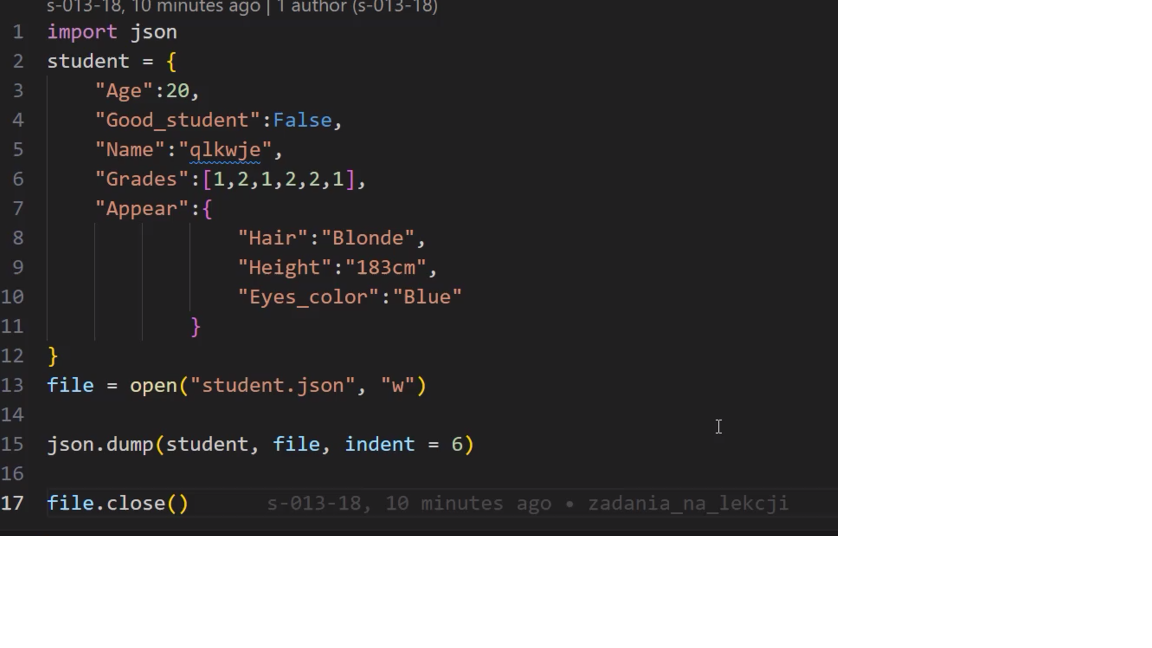 s-013-18, 10 minutes ago | 1 author (s-013-18)
1 import json
2 student = {
3 "Age":20,
4 "Good_student":False,
5 "Name":"qlkwje",
6 "Grades":[1,2,1,2,2,1],
7 "Appear":{
8 "Hair":"Blonde",
9 "Height":"183cm",
10 "Eyes_color":"Blue"
11 }
12 }
13 file = open("student.json", "w")
14
15 json.dump(student, file, indent = 6)
16
17 file.close() s-013-18, 10 minutes ago • zadania_na_lekcji